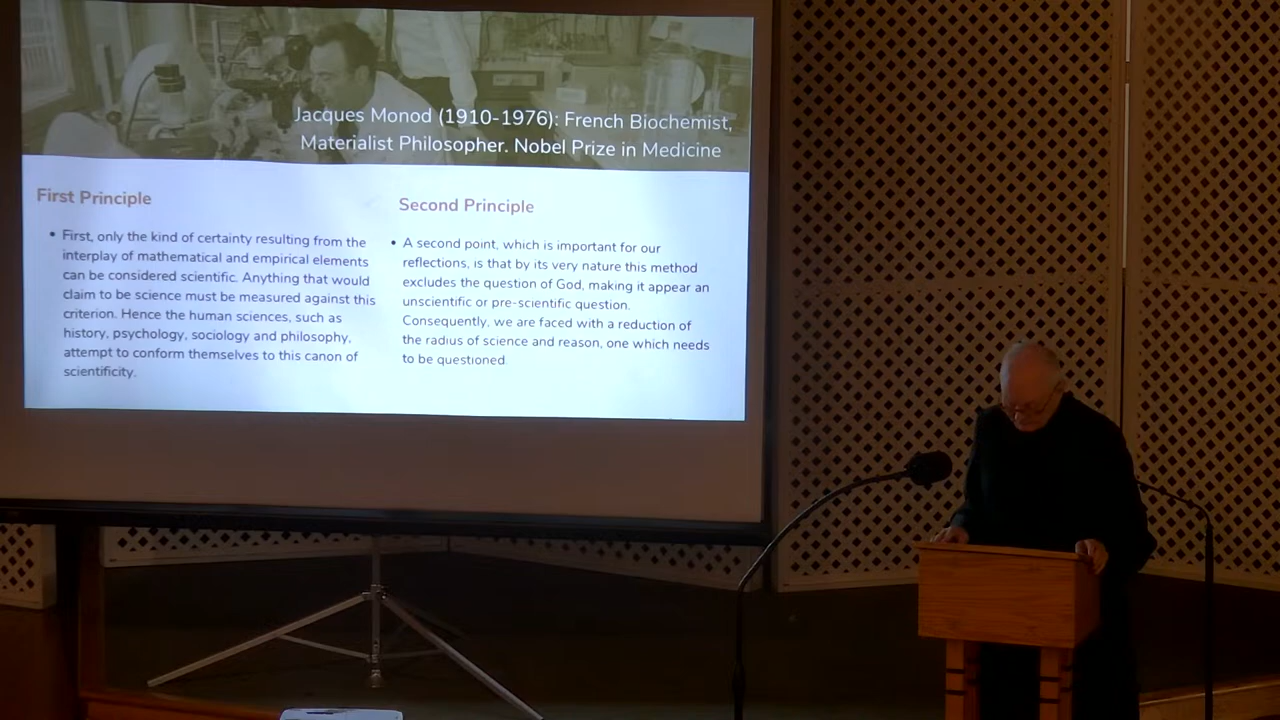 Jacques Monod (1910-1976): French Biochemist,
Materialist Philosopher. Nobel Prize in Medicine
First Principle
• First, only the kind of certainty resulting from the
interplay of mathematical and empirical elements
can be considered scientific. Anything that would
claim to be science must be measured against this
criterion. Hence the human sciences, such as
history, psychology, sociology and philosophy,
attempt to conform themselves to this canon of
scientificity.
Second Principle
• A second point, which is important for our
reflections, is that by its very nature this method
excludes the question of God, making it appear an
unscientific or pre-scientific question.
Consequently, we are faced with a reduction of
the radius of science and reason, one which needs
to be questioned.